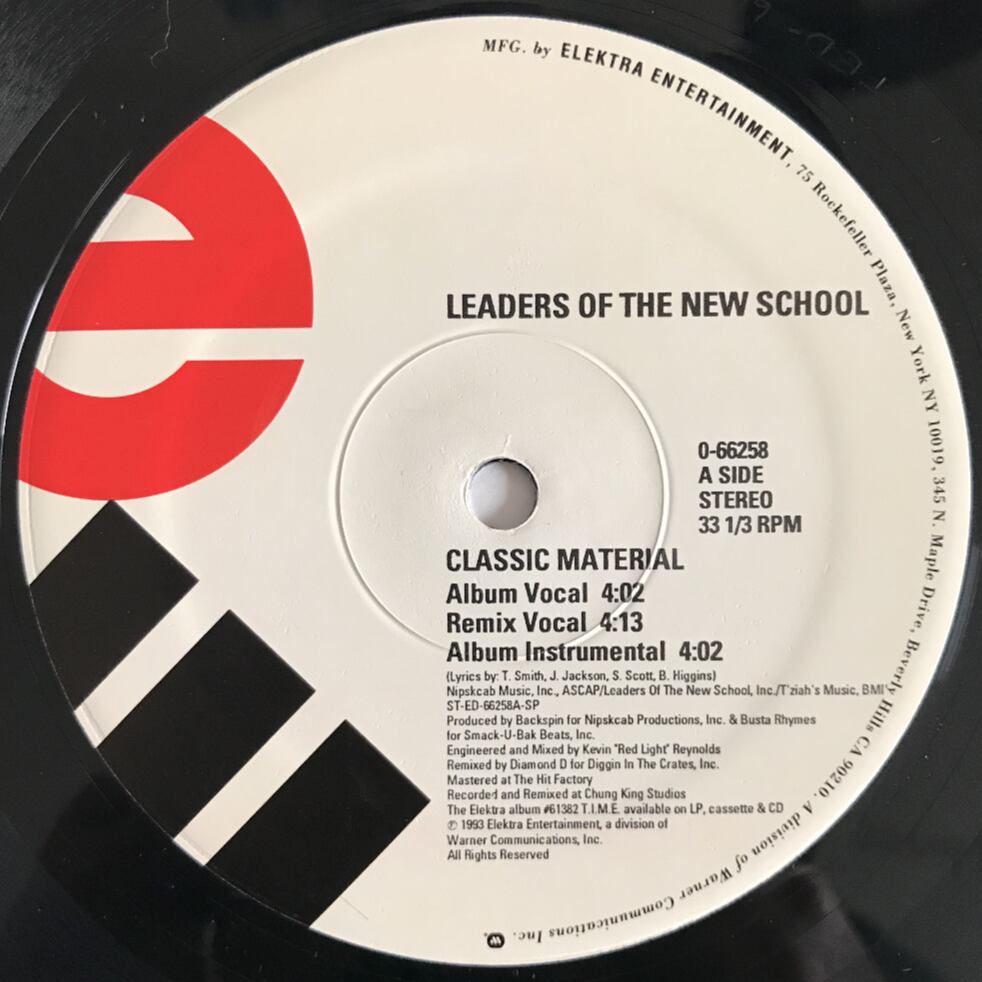 MFG. by ELEKTRA ENTERTAINMENT, 75 Rockefeller Plaza, New York NY 10019, 345 N. Maple Drive, Beverly Hills CA 90210. A division of Warner Communications Inc.
e
LEADERS OF THE NEW SCHOOL
0-66258
A SIDE
STEREO
33 1/3 RPM
CLASSIC MATERIAL
Album Vocal 4:02
Remix Vocal 4:13
Album Instrumental 4:02
(Lyrics by: T. Smith, J. Jackson, S. Scott, B. Higgins)
Nipskcab Music, Inc., ASCAP/Leaders Of The New School, Inc./T'ziah's Music, BMI
ST-ED-66258A-SP
Produced by Backspin for Nipskcab Productions, Inc. & Busta Rhymes
for Smack-U-Bak Beats, Inc.
Engineered and Mixed by Kevin "Red Light" Reynolds
Remixed by Diamond D for Diggin In The Crates, Inc.
Mastered at The Hit Factory
Recorded and Remixed at Chung King Studios
The Elektra album #61382 T.I.M.E. available on LP, cassette & CD
℗ 1993 Elektra Entertainment, a division of
Warner Communications, Inc.
All Rights Reserved